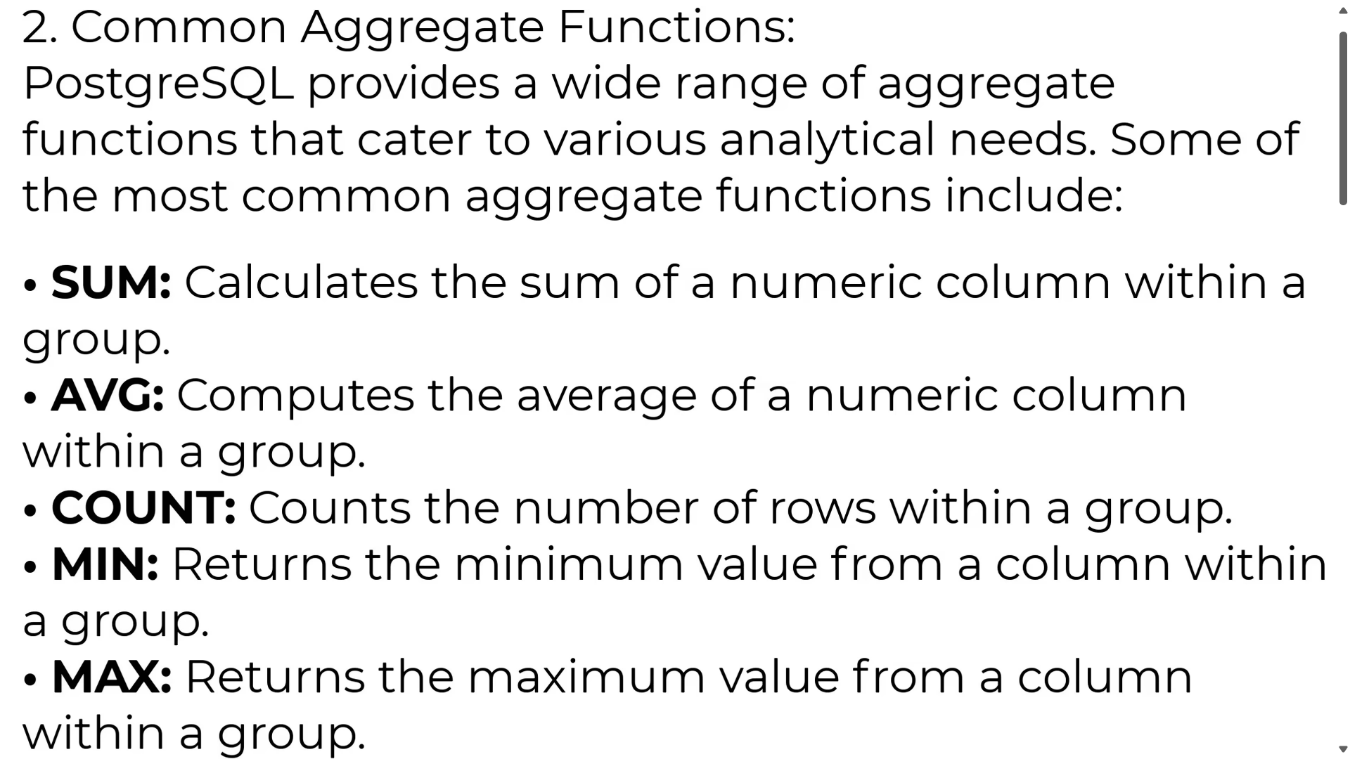 2. Common Aggregate Functions:
PostgreSQL provides a wide range of aggregate
functions that cater to various analytical needs. Some of
the most common aggregate functions include:
• SUM: Calculates the sum of a numeric column within a
group.
• AVG: Computes the average of a numeric column
within a group.
• COUNT: Counts the number of rows within a group.
• MIN: Returns the minimum value from a column within
a group.
• MAX: Returns the maximum value from a column
within a group.